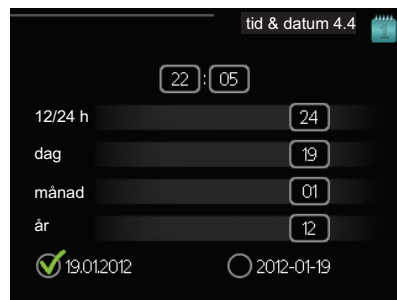 tid & datum 4.4
1
22:05
12/24 h 24
dag 19
månad 01
år 12
19.01.2012 2012-01-19